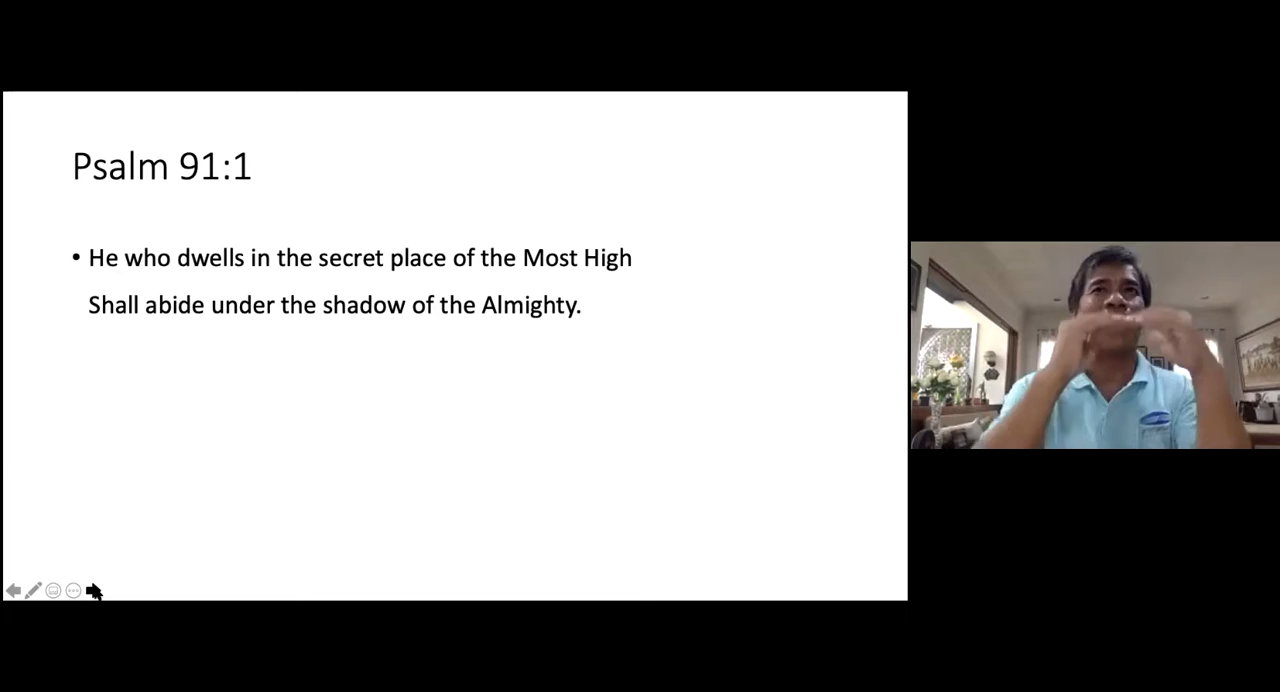 Psalm 91:1
• He who dwells in the secret place of the Most High
Shall abide under the shadow of the Almighty.